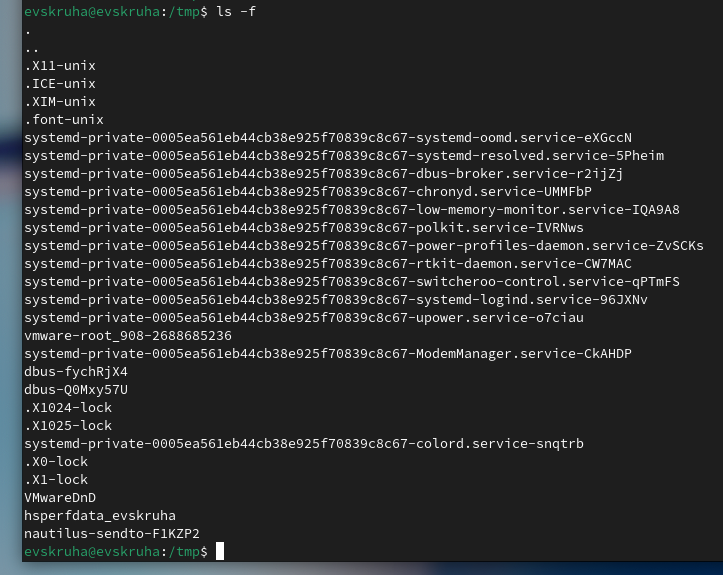 evskruha@evskruha:/tmp$ ls -f
.
..
.X11-unix
.ICE-unix
.XIM-unix
.font-unix
systemd-private-0005ea561eb44cb38e925f70839c8c67-systemd-oomd.service-eXGccN
systemd-private-0005ea561eb44cb38e925f70839c8c67-systemd-resolved.service-5Pheim
systemd-private-0005ea561eb44cb38e925f70839c8c67-dbus-broker.service-r2ijZj
systemd-private-0005ea561eb44cb38e925f70839c8c67-chronyd.service-UMMFbP
systemd-private-0005ea561eb44cb38e925f70839c8c67-low-memory-monitor.service-IQA9A8
systemd-private-0005ea561eb44cb38e925f70839c8c67-polkit.service-IVRNws
systemd-private-0005ea561eb44cb38e925f70839c8c67-power-profiles-daemon.service-ZvSCKs
systemd-private-0005ea561eb44cb38e925f70839c8c67-rtkit-daemon.service-CW7MAC
systemd-private-0005ea561eb44cb38e925f70839c8c67-switcheroo-control.service-qPTmFS
systemd-private-0005ea561eb44cb38e925f70839c8c67-systemd-logind.service-96JXNv
systemd-private-0005ea561eb44cb38e925f70839c8c67-upower.service-o7ciau
vmware-root_908-2688685236
systemd-private-0005ea561eb44cb38e925f70839c8c67-ModemManager.service-CkAHDP
dbus-fychRjX4
dbus-Q0Mxy57U
.X1024-lock
.X1025-lock
systemd-private-0005ea561eb44cb38e925f70839c8c67-colord.service-snqtrb
.X0-lock
.X1-lock
VMwareDnD
hsperfdata_evskruha
nautilus-sendto-F1KZP2
evskruha@evskruha:/tmp$